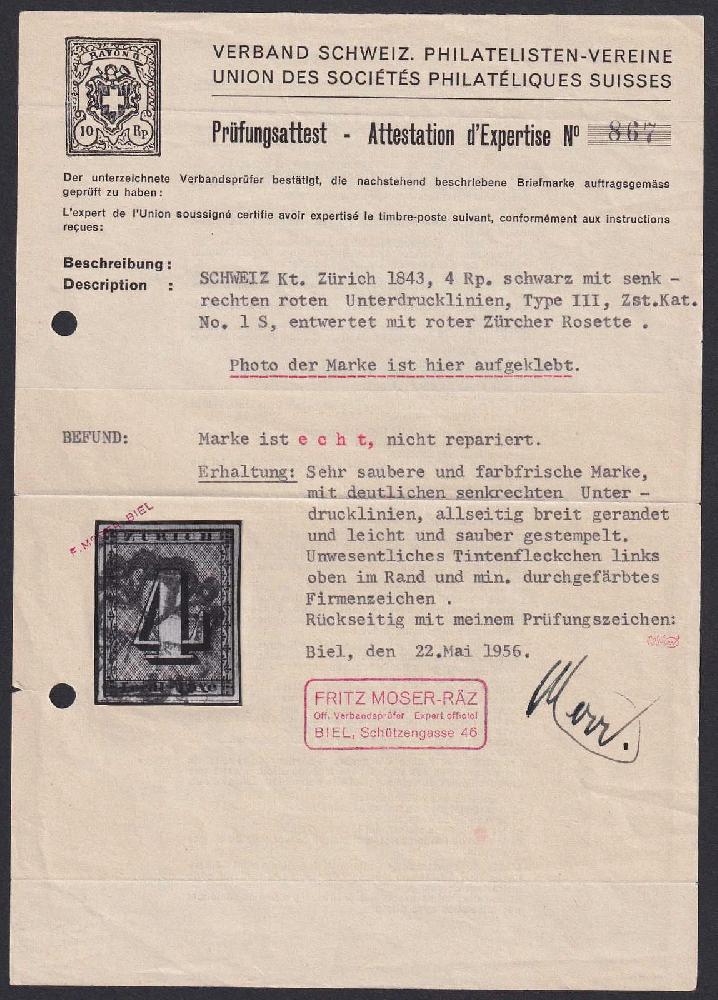 RAYON II.
10 Rp
VERBAND SCHWEIZ. PHILATELISTEN-VEREINE
UNION DES SOCIÉTÉS PHILATÉLIQUES SUISSES
Prüfungsattest - Attestation d'Expertise Nº 867
Der unterzeichnete Verbandsprüfer bestätigt, die nachstehend beschriebene Briefmarke auftragsgemäss
geprüft zu haben:
L'expert de l'Union soussigné certifie avoir expertisé le timbre-poste suivant, conformément aux instructions
reçues:
Beschreibung:
Description :
SCHWEIZ Kt. Zürich 1843, 4 Rp. schwarz mit senk -
rechten roten Unterdrucklinien, Type III, Zst.Kat.
No. 1 S, entwertet mit roter Zürcher Rosette .
Photo der Marke ist hier aufgeklebt.
BEFUND: Marke ist e c h t, nicht repariert.
Erhaltung: Sehr saubere und farbfrische Marke,
mit deutlichen senkrechten Unter -
drucklinien, allseitig breit gerandet
und leicht und sauber gestempelt.
Unwesentliches Tintenfleckchen links
oben im Rand und min. durchgefärbtes
Firmenzeichen .
Rückseitig mit meinem Prüfungszeichen:
F. MOSER BIEL
ZÜRICH
4
Local-Taxe
Biel, den 22.Mai 1956.
FRITZ MOSER-RÄZ
Off. Verbandsprüfer Expert officiel
BIEL, Schützengasse 46